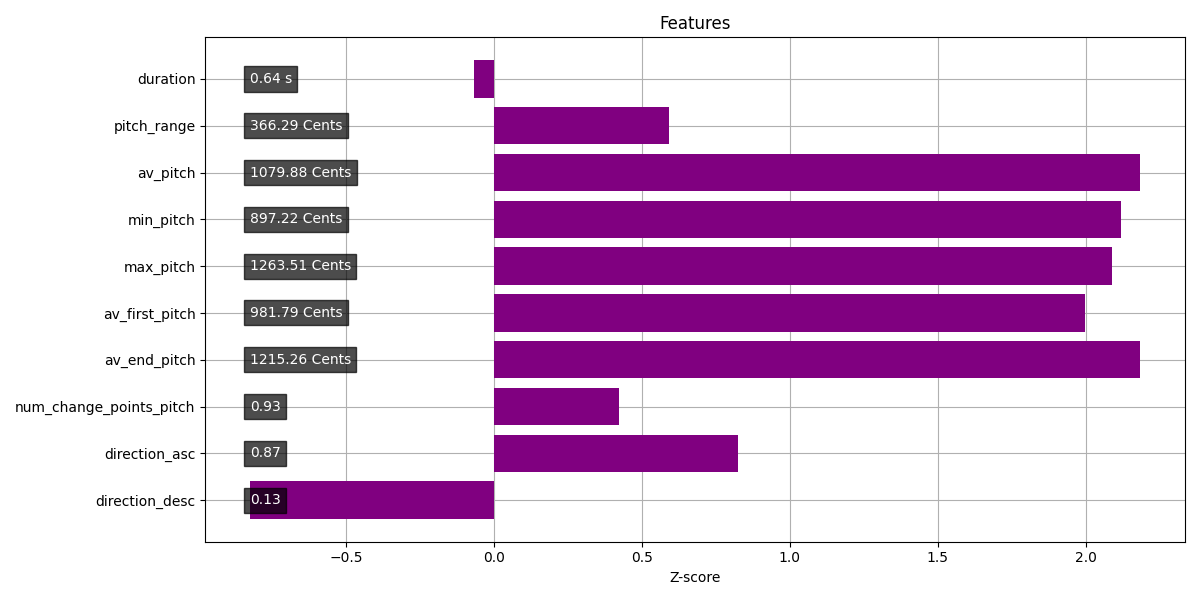 Features
duration 0.64 s
pitch_range 366.29 Cents
av_pitch 1079.88 Cents
min_pitch 897.22 Cents
max_pitch 1263.51 Cents
av_first_pitch 981.79 Cents
av_end_pitch 1215.26 Cents
num_change_points_pitch 0.93
direction_asc 0.87
direction_desc 0.13
−0.5 0.0 0.5 1.0 1.5 2.0
Z-score